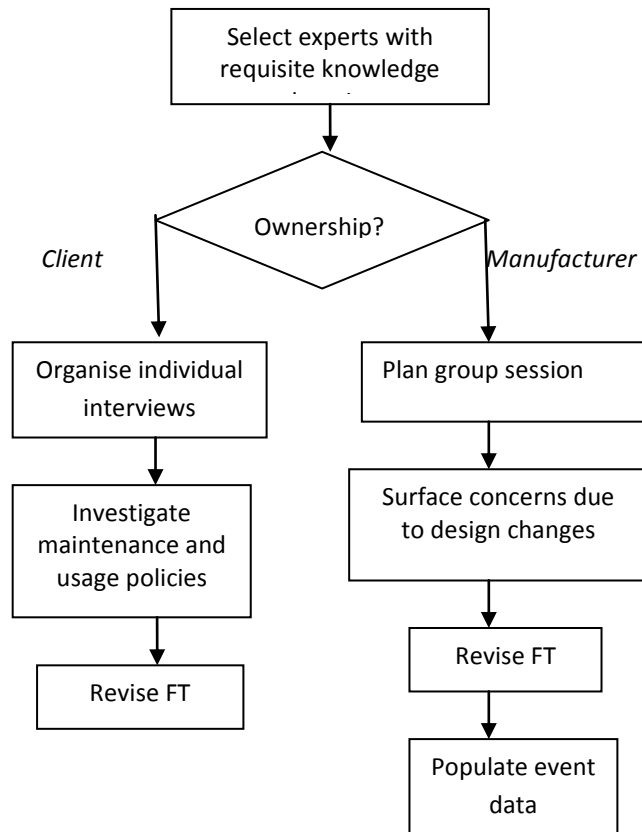 Select experts with
requisite knowledge
Ownership?
Client
Manufacturer
Organise individual
interviews
Plan group session
Investigate
maintenance and
usage policies
Surface concerns due
to design changes
Revise FT
Revise FT
Populate event
data